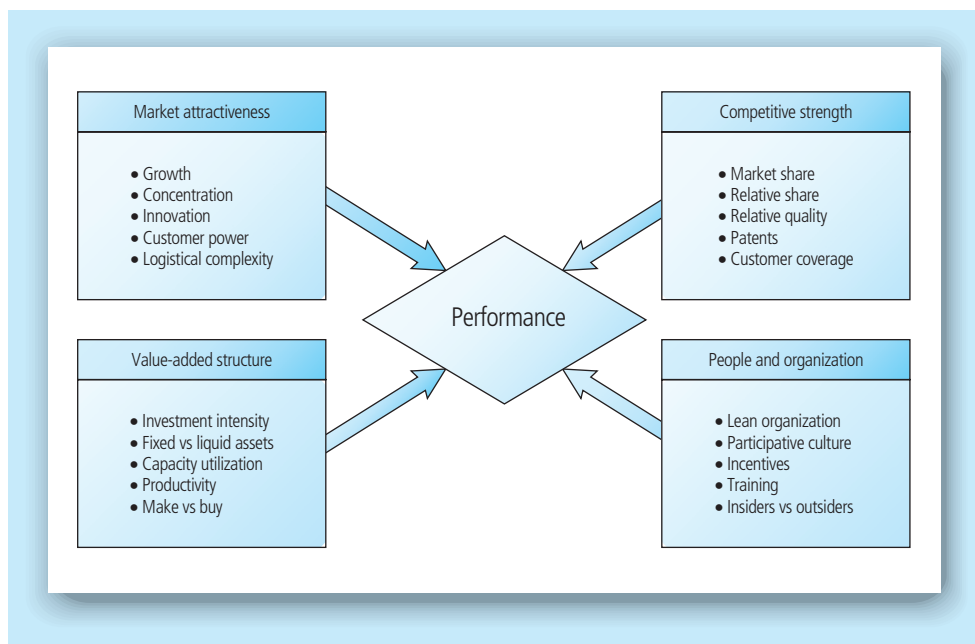 Market attractiveness
• Growth
• Concentration
• Innovation
• Customer power
• Logistical complexity
Competitive strength
• Market share
• Relative share
• Relative quality
• Patents
• Customer coverage
Performance
Value-added structure
• Investment intensity
• Fixed vs liquid assets
• Capacity utilization
• Productivity
• Make vs buy
People and organization
• Lean organization
• Participative culture
• Incentives
• Training
• Insiders vs outsiders